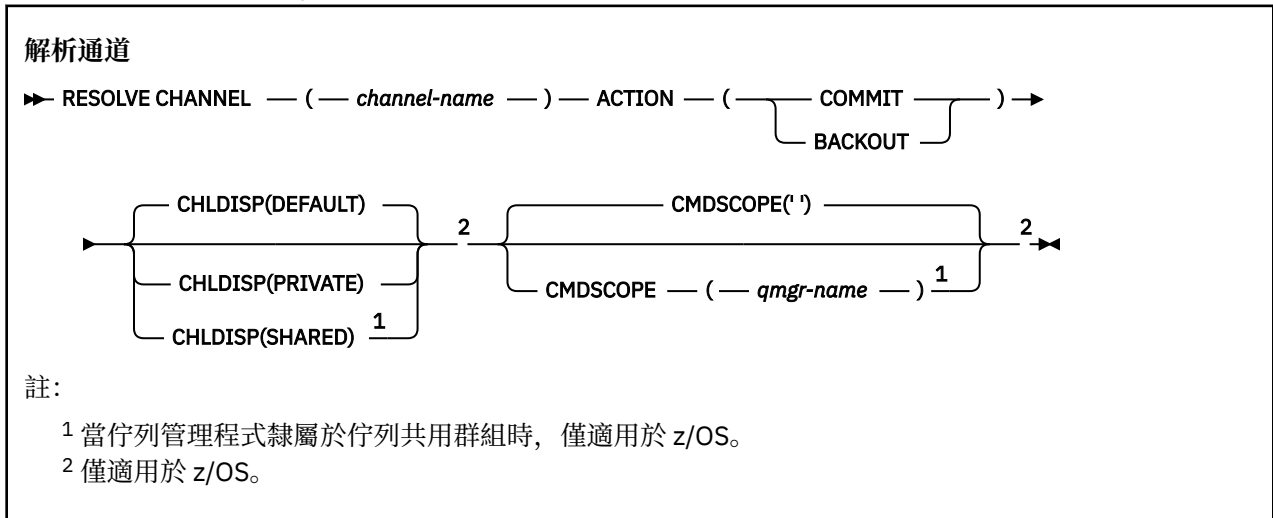 解析通道
RESOLVE CHANNEL ( channel-name ) ACTION ( COMMIT )
BACKOUT
CHLDISP(DEFAULT) 2 CMDSCOPE(' ') 2
CHLDISP(PRIVATE) CMDSCOPE ( qmgr-name ) 1
CHLDISP(SHARED) 1
註：
1 當佇列管理程式隸屬於佇列共用群組時，僅適用於 z/OS。
2 僅適用於 z/OS。